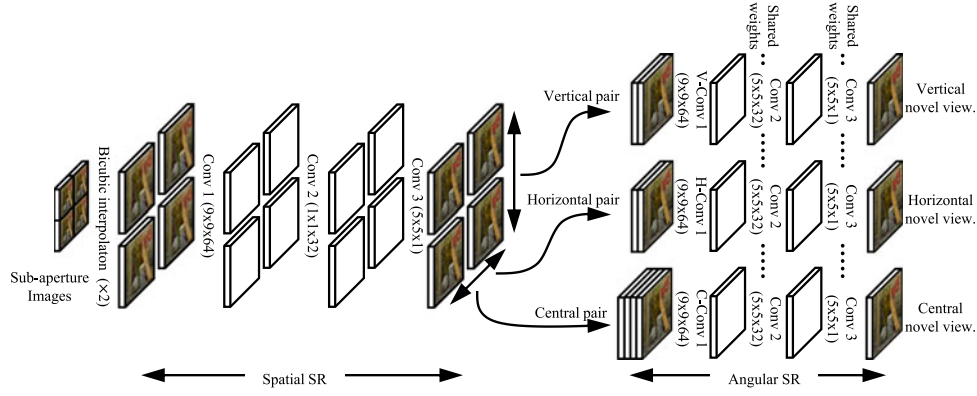 Sub-aperture
Images
Bicubic interpolaton (×2)
Conv 1 (9x9x64)
Conv 2 (1x1x32)
Conv 3 (5x5x1)
Spatial SR
Vertical pair
Horizontal pair
Central pair
V-Conv 1
(9x9x64)
Shared
weights
Conv 2
(5x5x32)
Shared
weights
Conv 3
(5x5x1)
Vertical
novel view.
H-Conv 1
(9x9x64)
Conv 2
(5x5x32)
Conv 3
(5x5x1)
Horizontal
novel view.
C-Conv 1
(9x9x64)
Conv 2
(5x5x32)
Conv 3
(5x5x1)
Central
novel view.
Angular SR